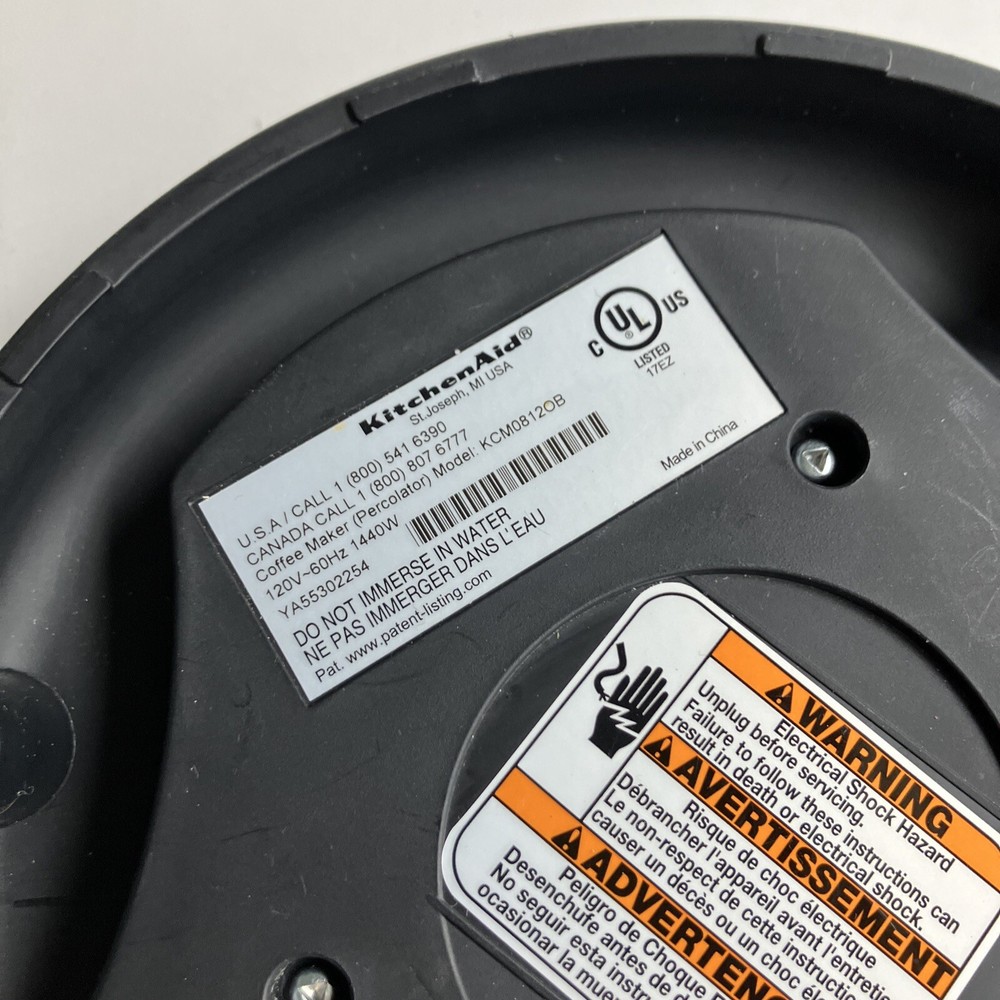 KitchenAid®
St.Joseph, MI USA
C UL ® US
LISTED
17EZ
U.S.A / CALL 1 (800) 541 6390
CANADA CALL 1 (800) 807 6777
Coffee Maker (Percolator) Model: KCM0812OB
120V~60Hz 1440W
YA55302254
Made in China
DO NOT IMMERSE IN WATER
NE PAS IMMERGER DANS L'EAU
Pat. www.patent-listing.com
WARNING
Electrical Shock Hazard
Unplug before servicing.
Failure to follow these instructions can
result in death or electrical shock.
AVERTISSEMENT
Risque de choc électrique
Débrancher l'appareil avant l'entreti
Le non-respect de cette instruction
causer un décès ou un choc él
ADVERTENC
Peligro de Choque
Desenchufe antes d
No seguir esta instr
ocasionar la mue